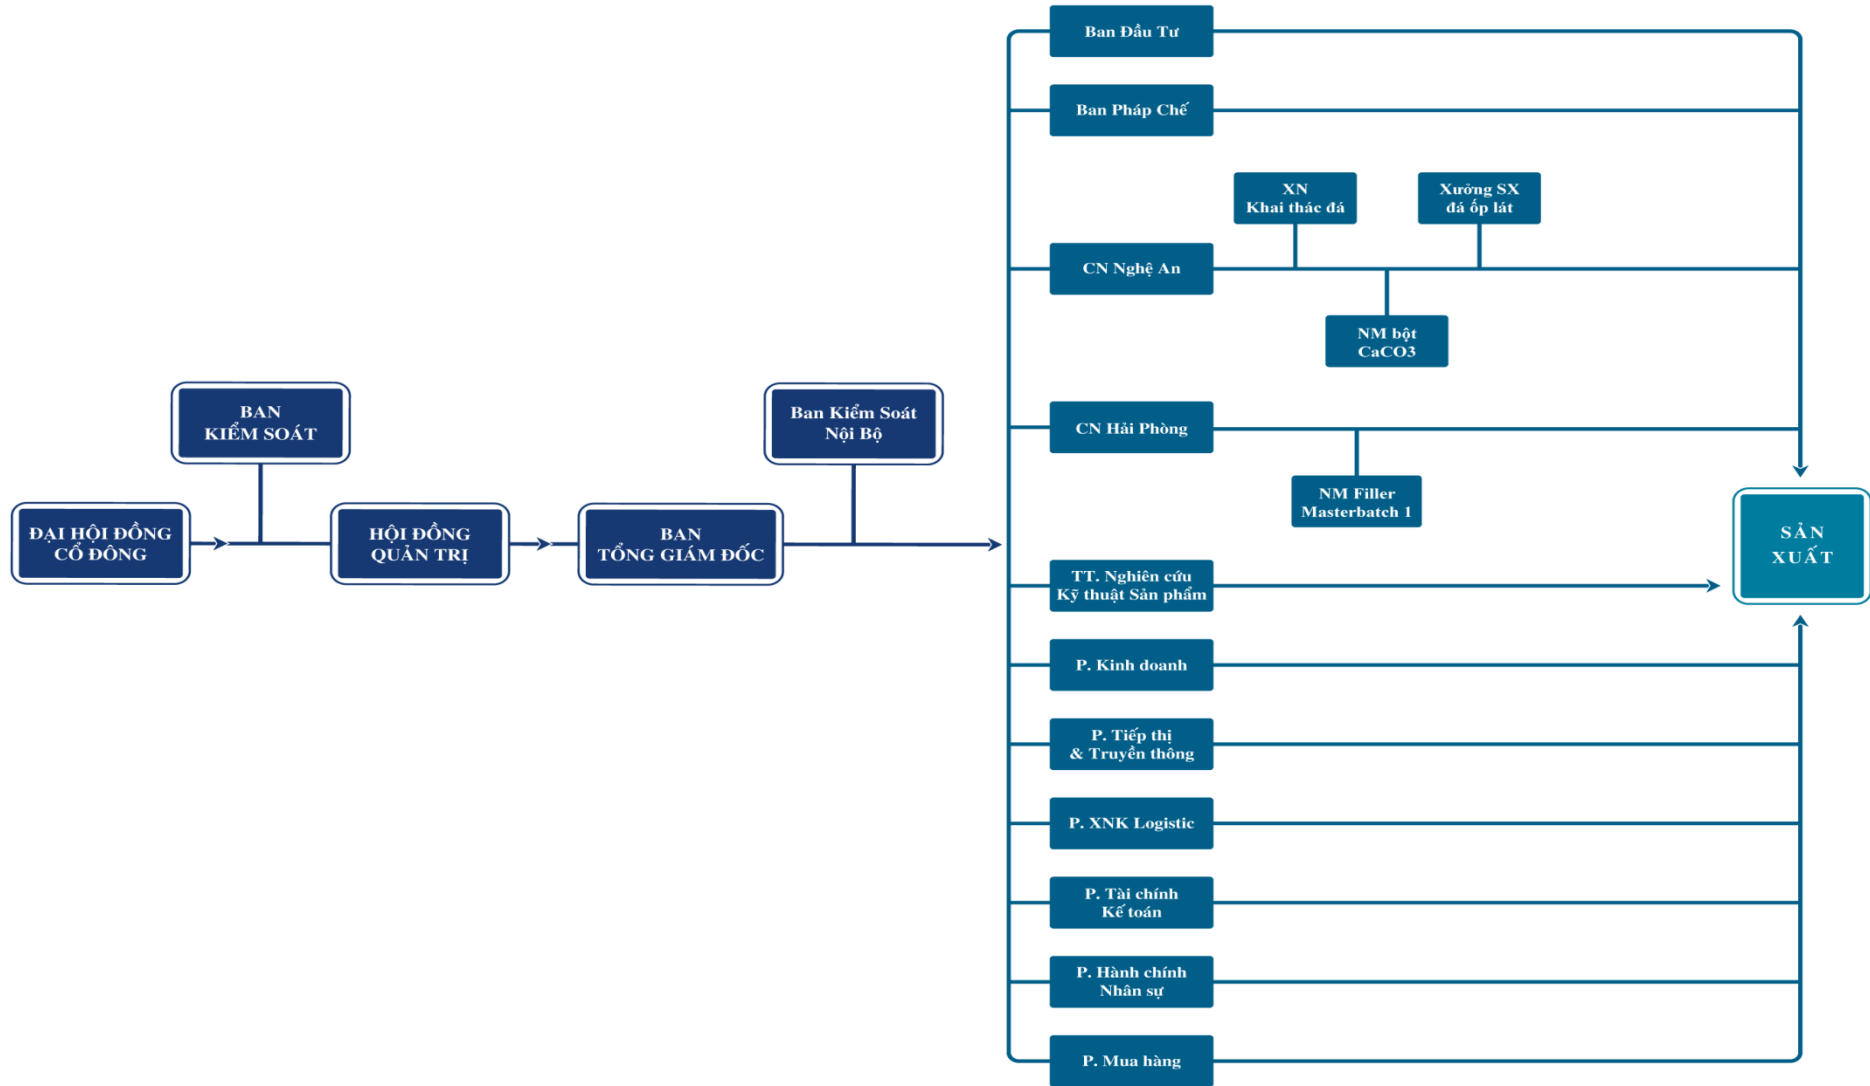 Ban Đầu Tư
Ban Pháp Chế
XN
Khai thác đá
Xưởng SX
đá ốp lát
CN Nghệ An
NM bột
CaCO3
BAN
KIỂM SOÁT
Ban Kiểm Soát
Nội Bộ
CN Hải Phòng
NM Filler
Masterbatch 1
ĐẠI HỘI ĐỒNG
CỔ ĐÔNG
HỘI ĐỒNG
QUẢN TRỊ
BAN
TỔNG GIÁM ĐỐC
SẢN
XUẤT
TT. Nghiên cứu
Kỹ thuật Sản phẩm
P. Kinh doanh
P. Tiếp thị
& Truyền thông
P. XNK Logistic
P. Tài chính
Kế toán
P. Hành chính
Nhân sự
P. Mua hàng